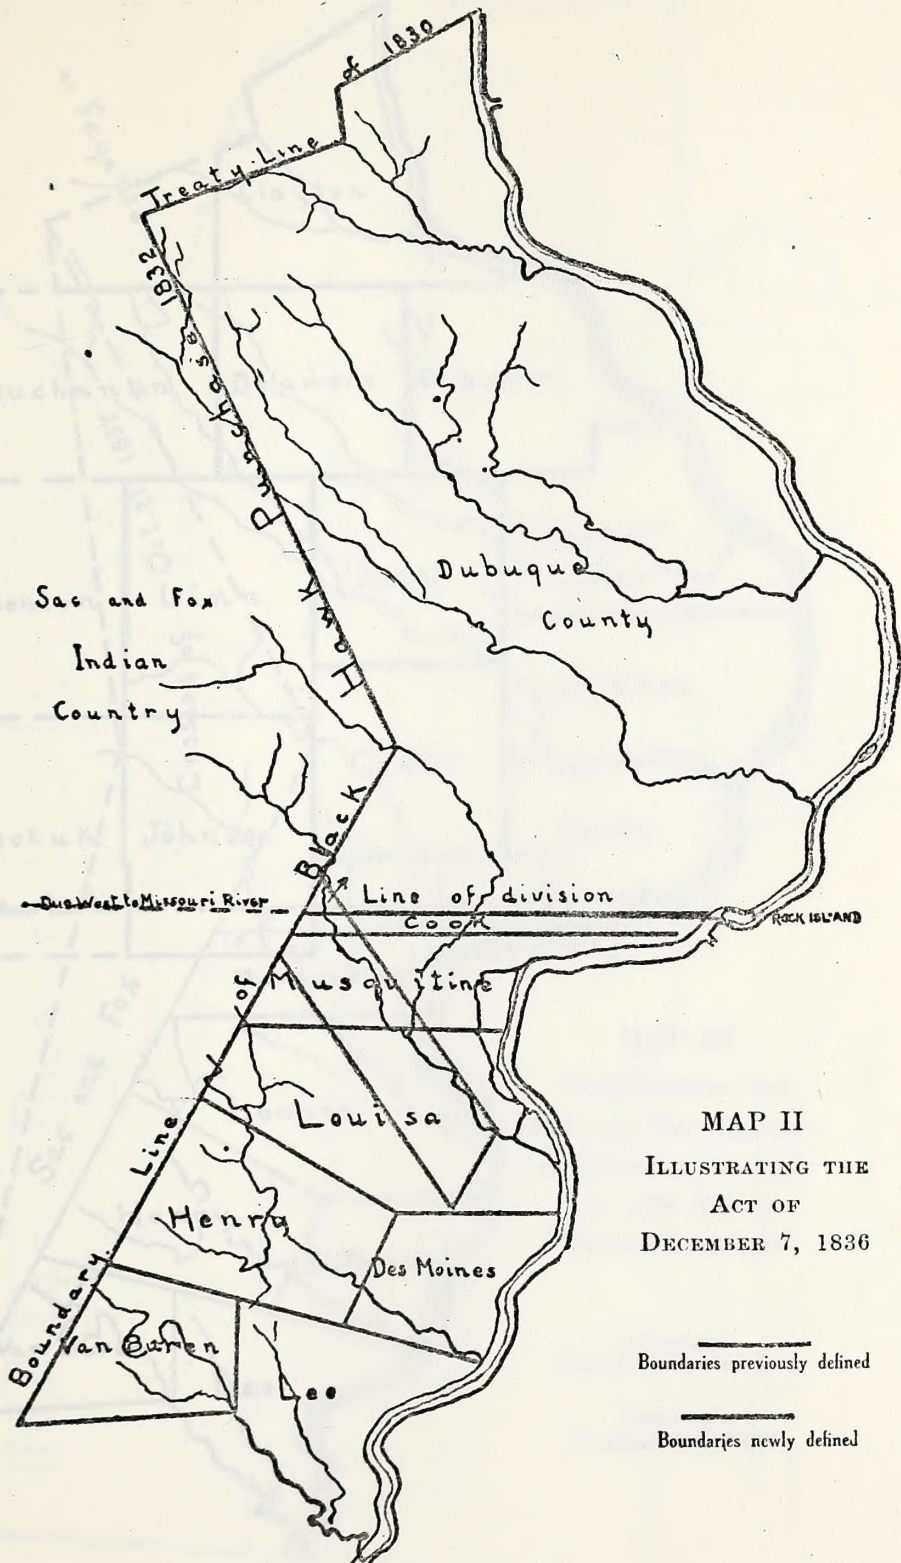 Treaty Line of 1830
Boundary Line of Black Hawk Purchase 1832
Dubuque
County
Sac and Fox
Indian
Country
Due West to Missouri River
Line of division
ROCK ISLAND
Cook
Musquitine
Louisa
Henry
Des Moines
Van Buren
Lee
MAP II
ILLUSTRATING THE
ACT OF
DECEMBER 7, 1836
Boundaries previously defined
Boundaries newly defined